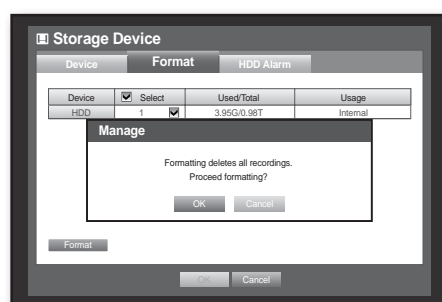 Storage Device
Device Format HDD Alarm
Device Select Used/Total Usage
HDD 1 3.95G/0.98T Internal
Manage
Formatting deletes all recordings.
Proceed formatting?
OK Cancel
Format
OK Cancel